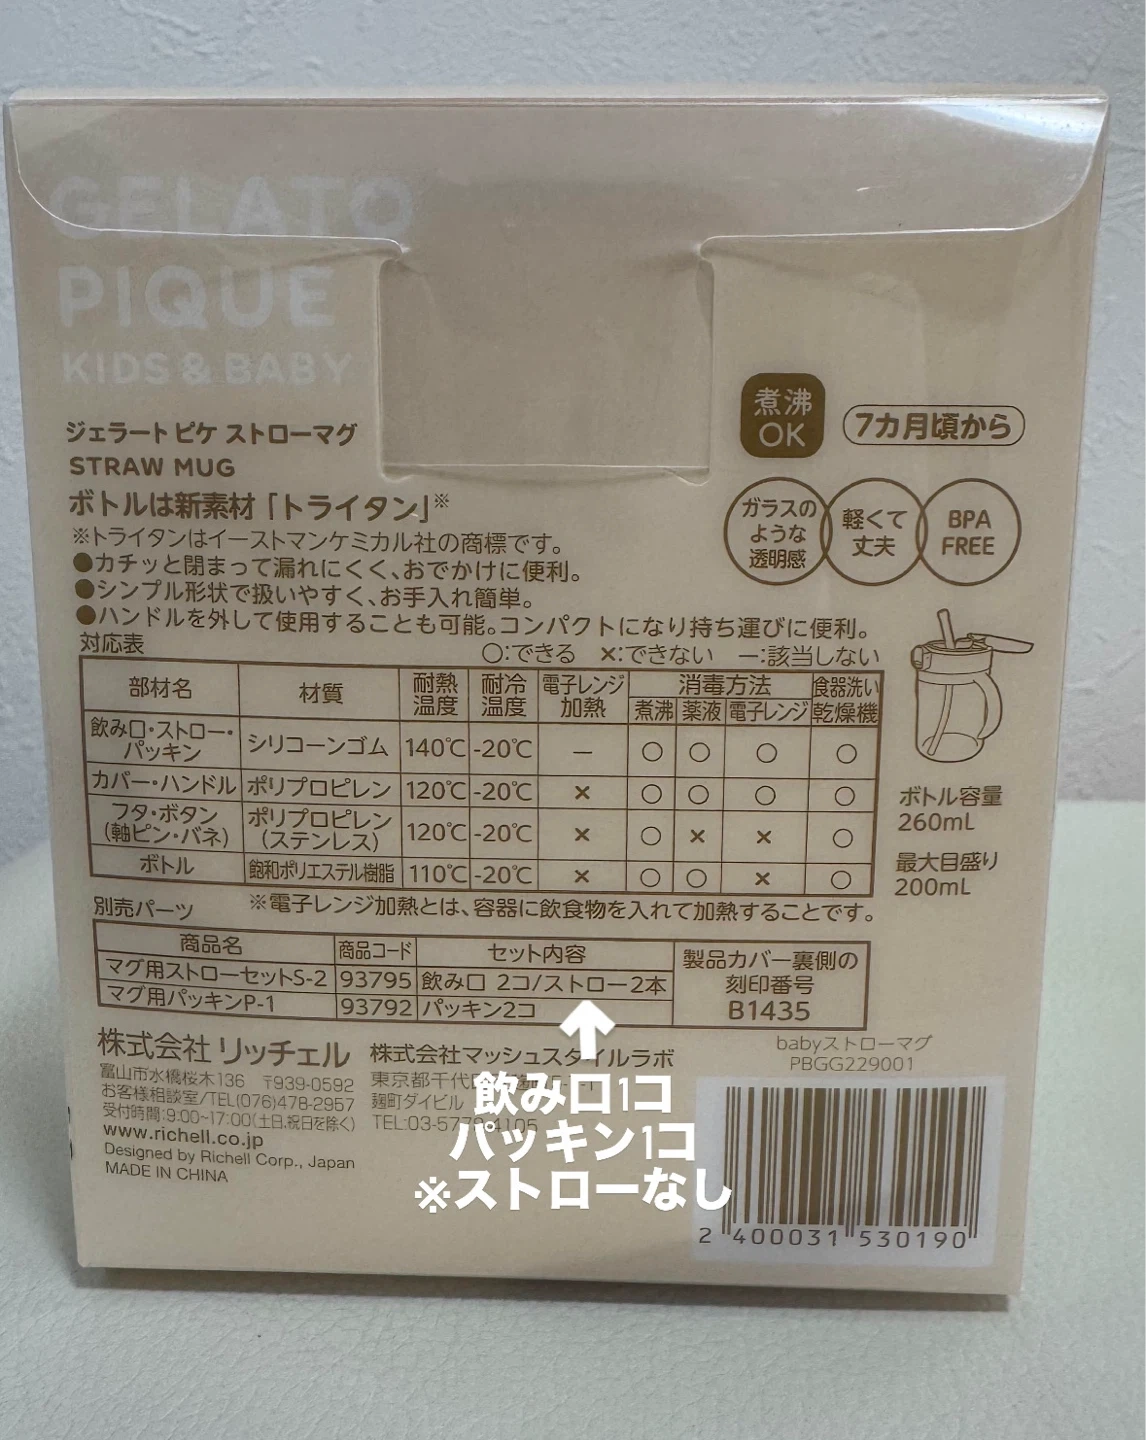 GELATO
PIQUE
KIDS & BABY
ジェラート ピケ ストローマグ
STRAW MUG
ボトルは新素材「トライタン」※
※トライタンはイーストマンケミカル社の商標です。
●カチッと閉まって漏れにくく、おでかけに便利。
●シンプル形状で扱いやすく、お手入れ簡単。
●ハンドルを外して使用することも可能。コンパクトになり持ち運びに便利。
煮沸
OK
7カ月頃から
ガラスの
ような
透明感
軽くて
丈夫
BPA
FREE
対応表
○:できる ×:できない ー:該当しない
部材名 材質 耐熱温度 耐冷温度 電子レンジ加熱 消毒方法 煮沸 薬液 電子レンジ 食器洗い乾燥機
飲み口・ストロー・パッキン シリコーンゴム 140℃ -20℃ ー ○ ○ ○ ○
カバー・ハンドル ポリプロピレン 120℃ -20℃ × ○ ○ ○ ○
フタ・ボタン(軸ピン・バネ) ポリプロピレン(ステンレス) 120℃ -20℃ × ○ × × ○
ボトル 飽和ポリエステル樹脂 110℃ -20℃ × ○ ○ × ○
※電子レンジ加熱とは、容器に飲食物を入れて加熱することです。
ボトル容量
260mL
最大目盛り
200mL
別売パーツ
商品名 商品コード セット内容
マグ用ストローセットS-2 93795 飲み口 2コ/ストロー2本
マグ用パッキンP-1 93792 パッキン2コ
製品カバー裏側の
刻印番号
B1435
株式会社 リッチェル
富山市水橋桜木136 〒939-0592
お客様相談室/TEL(076)478-2957
受付時間:9:00~17:00(土日,祝日を除く)
www.richell.co.jp
Designed by Richell Corp., Japan
MADE IN CHINA
株式会社マッシュスタイルラボ
東京都千代
麹町ダイビル
TEL:03-577 4105
babyストローマグ
PBGG229001
飲み口1コ
パッキン1コ
※ストローなし
2 400031 530190